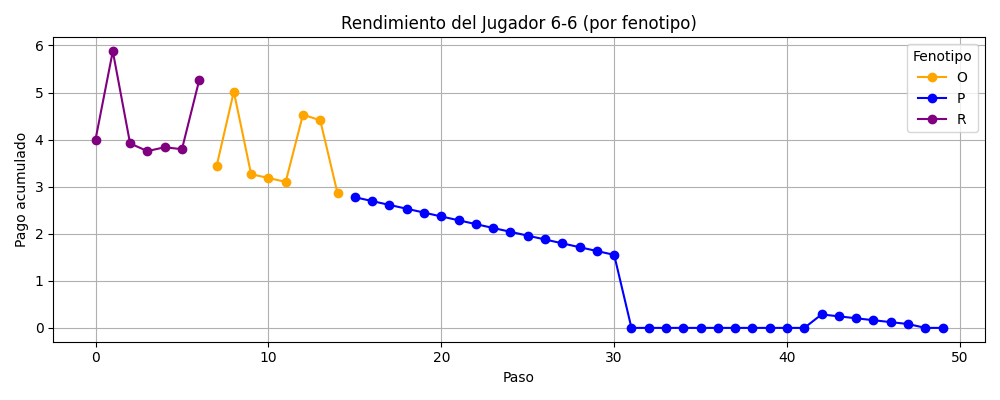 Rendimiento del Jugador 6-6 (por fenotipo)
Pago acumulado
6
5
4
3
2
1
0
Fenotipo
O
P
R
0 10 20 30 40 50
Paso